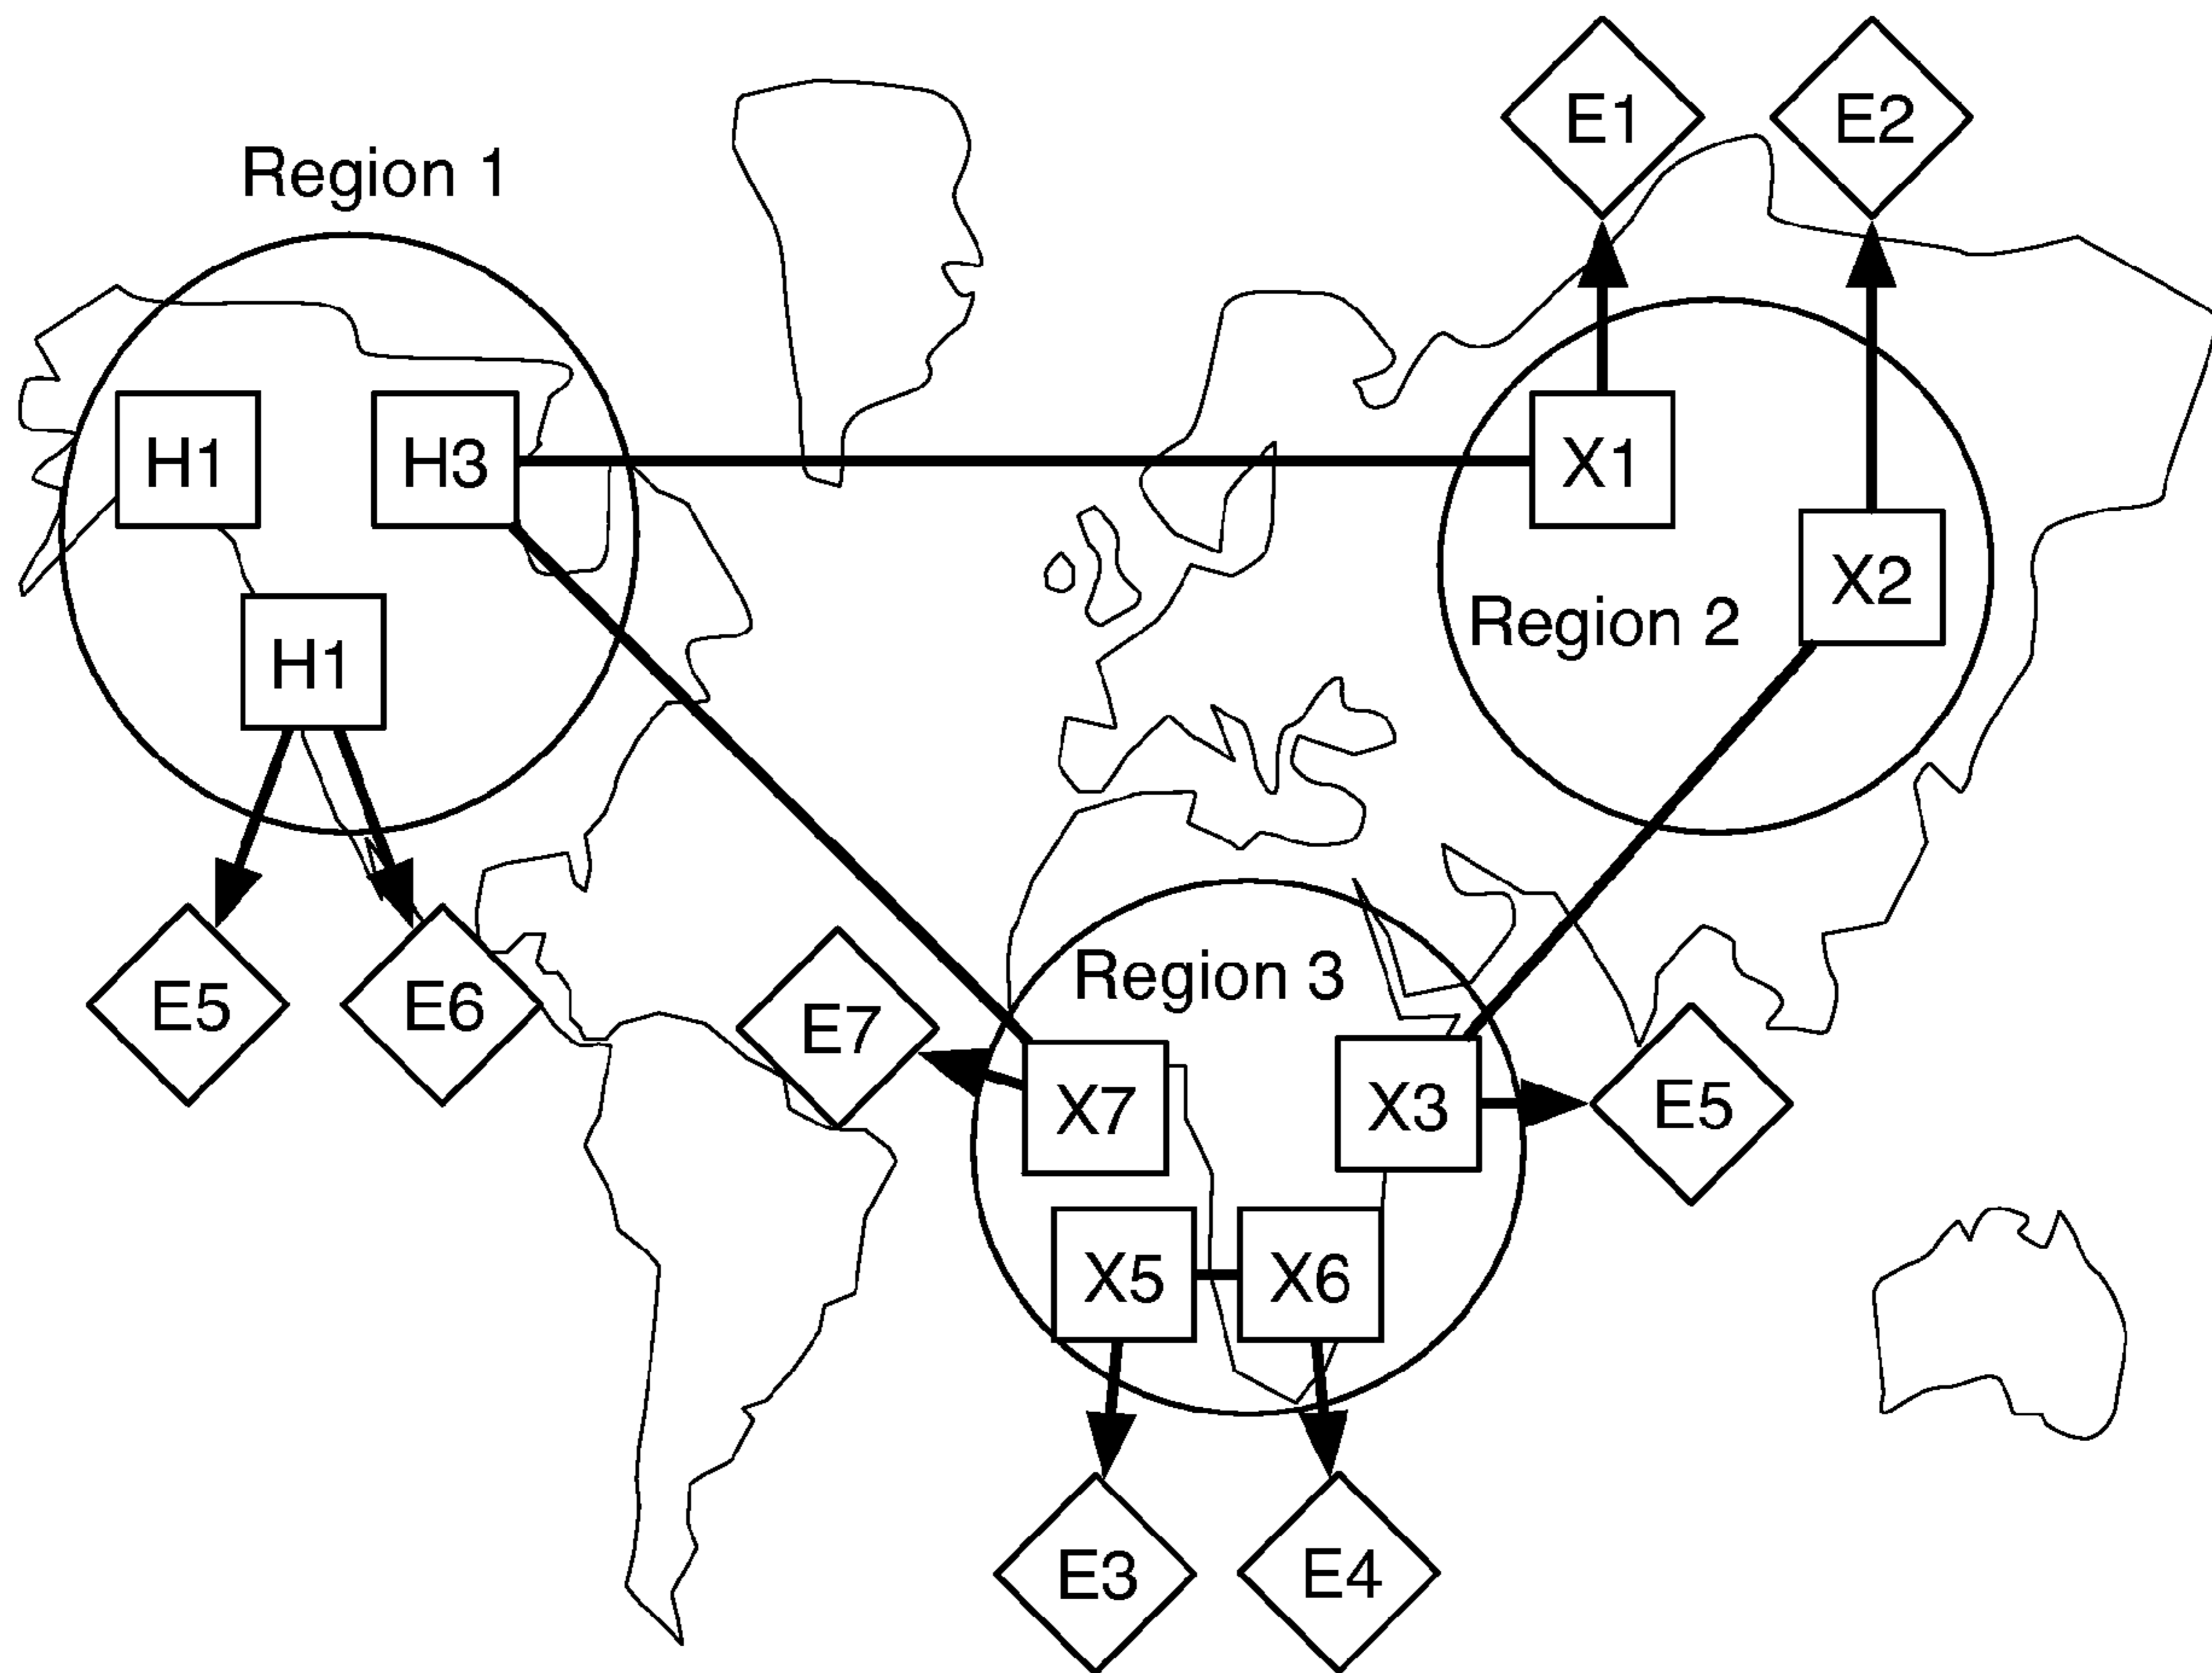 E1
E2
Region 1
H1
H3
X1
X2
Region 2
H1
Region 3
E5
E6
E7
X7
X3
E5
X5
X6
E3
E4